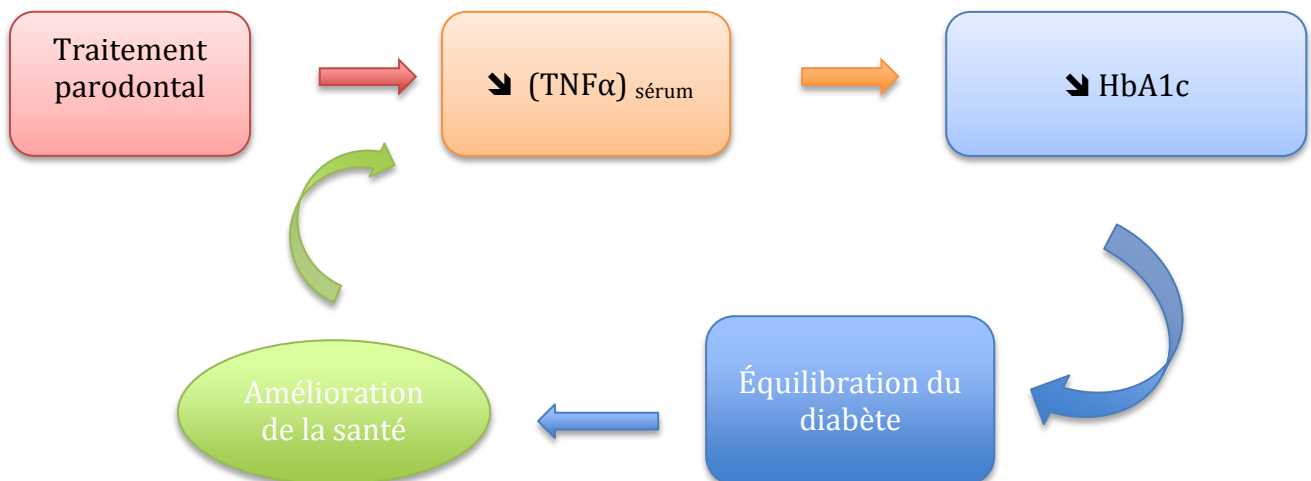 Traitement
parodontal
➘ (TNFα) sérum
➘ HbA1c
Équilibration du
diabète
Amélioration
de la santé